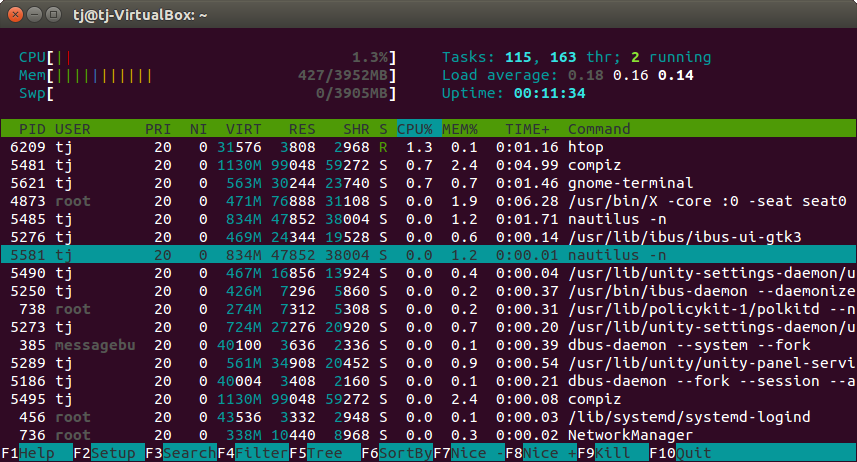 tj@tj-VirtualBox: ~
CPU[|| 1.3%] Tasks: 115, 163 thr; 2 running
Mem[||||||||||| 427/3952MB] Load average: 0.18 0.16 0.14
Swp[ 0/3905MB] Uptime: 00:11:34
PID USER PRI NI VIRT RES SHR S CPU% MEM% TIME+ Command
6209 tj 20 0 31576 3808 2968 R 1.3 0.1 0:01.16 htop
5481 tj 20 0 1130M 99048 59272 S 0.7 2.4 0:04.99 compiz
5621 tj 20 0 563M 30244 23740 S 0.7 0.7 0:01.46 gnome-terminal
4873 root 20 0 471M 76888 31108 S 0.0 1.9 0:06.28 /usr/bin/X -core :0 -seat seat0
5485 tj 20 0 834M 47852 38004 S 0.0 1.2 0:01.71 nautilus -n
5276 tj 20 0 469M 24344 19528 S 0.0 0.6 0:00.14 /usr/lib/ibus/ibus-ui-gtk3
5581 tj 20 0 834M 47852 38004 S 0.0 1.2 0:00.01 nautilus -n
5490 tj 20 0 467M 16856 13924 S 0.0 0.4 0:00.04 /usr/lib/unity-settings-daemon/u
5250 tj 20 0 426M 7296 5860 S 0.0 0.2 0:00.37 /usr/bin/ibus-daemon --daemonize
738 root 20 0 274M 7312 5308 S 0.0 0.2 0:00.31 /usr/lib/policykit-1/polkitd --n
5273 tj 20 0 724M 27276 20920 S 0.0 0.7 0:00.20 /usr/lib/unity-settings-daemon/u
385 messagebu 20 0 40100 3636 2336 S 0.0 0.1 0:00.39 dbus-daemon --system --fork
5289 tj 20 0 561M 34908 20452 S 0.0 0.9 0:00.54 /usr/lib/unity/unity-panel-servi
5186 tj 20 0 40004 3408 2160 S 0.0 0.1 0:00.21 dbus-daemon --fork --session --a
5495 tj 20 0 1130M 99048 59272 S 0.0 2.4 0:00.08 compiz
456 root 20 0 43536 3332 2948 S 0.0 0.1 0:00.03 /lib/systemd/systemd-logind
736 root 20 0 338M 10440 8968 S 0.0 0.3 0:00.02 NetworkManager
F1Help F2Setup F3SearchF4FilterF5Tree F6SortByF7Nice -F8Nice +F9Kill F10Quit